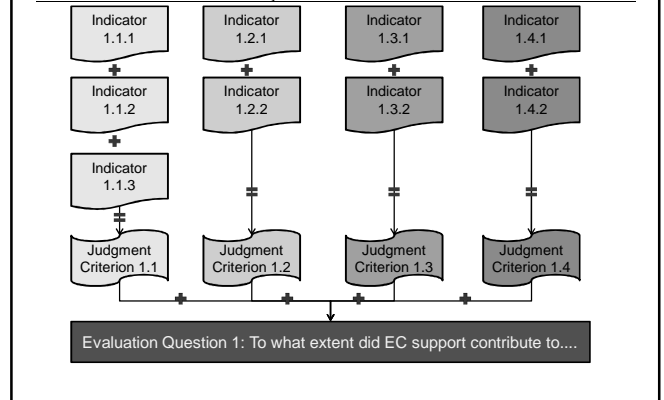 Indicator
1.1.1
Indicator
1.2.1
Indicator
1.3.1
Indicator
1.4.1
Indicator
1.1.2
Indicator
1.2.2
Indicator
1.3.2
Indicator
1.4.2
Indicator
1.1.3
Judgment
Criterion 1.1
Judgment
Criterion 1.2
Judgment
Criterion 1.3
Judgment
Criterion 1.4
Evaluation Question 1: To what extent did EC support contribute to....